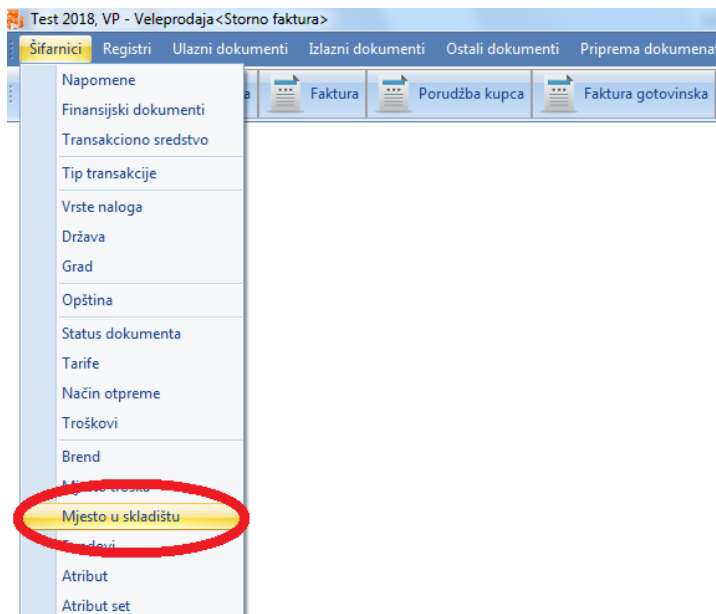 Test 2018, VP - Veleprodaja<Storno faktura>
Šifarnici Registri Ulazni dokumenti Izlazni dokumenti Ostali dokumenti Priprema dokumenat
a Faktura Porudžba kupca Faktura gotovinska
Napomene
Finansijski dokumenti
Transakciono sredstvo
Tip transakcije
Vrste naloga
Država
Grad
Opština
Status dokumenta
Tarife
Način otpreme
Troškovi
Brend
Mjesto troška
Mjesto u skladištu
Atribut
Atribut set